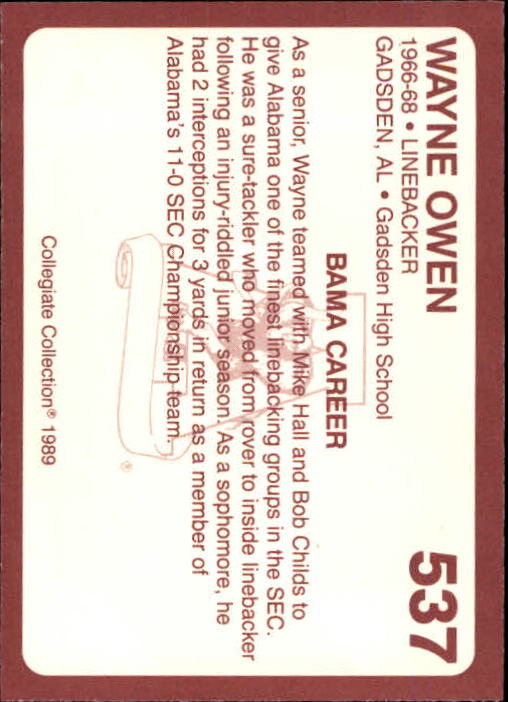 WAYNE OWEN 537
1966-68 • LINEBACKER
GADSDEN, AL • Gadsden High School
BAMA CAREER
As a senior, Wayne teamed with Mike Hall and Bob Childs to
give Alabama one of the finest linebacking groups in the SEC.
He was a sure-tackler who moved from rover to inside linebacker
following an injury-riddled junior season. As a sophomore, he
had 2 interceptions for 3 yards in return as a member of
Alabama's 11-0 SEC Championship team.
Collegiate Collection® 1989